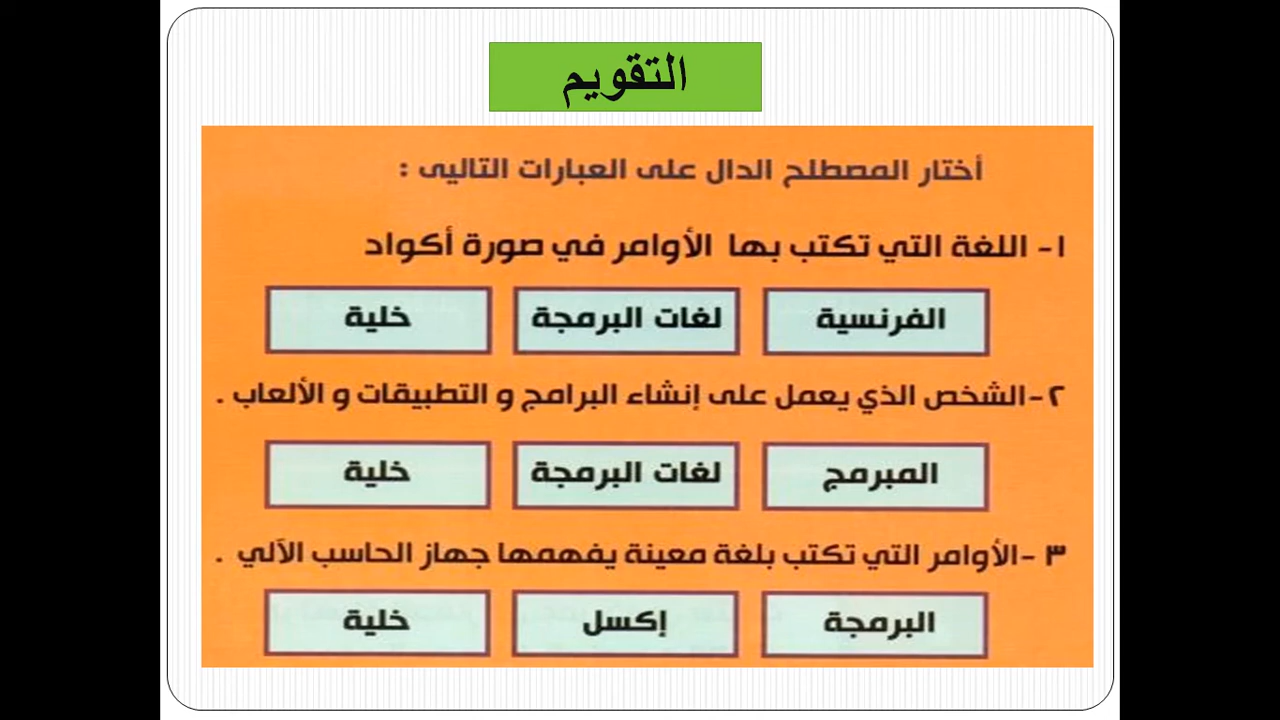 التقويم
أختار المصطلح الدال على العبارات التاليى :
١- اللغة التي تكتب بها الأوامر في صورة أكواد
الفرنسية لغات البرمجة خلية
٢-الشخص الذي يعمل على إنشاء البرامج و التطبيقات و الألعاب .
المبرمج لغات البرمجة خلية
٣ -الأوامر التي تكتب بلغة معينة يفهمها جهاز الحاسب الآلي .
البرمجة إكسل خلية